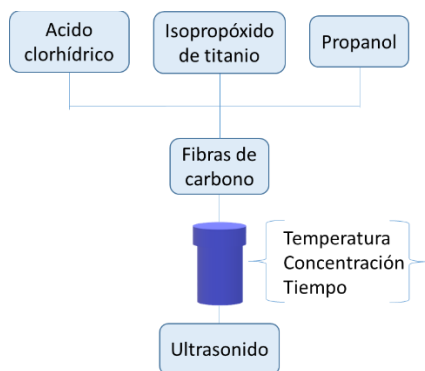 Acido
clorhídrico
Isopropóxido
de titanio
Propanol
Fibras de
carbono
Temperatura
Concentración
Tiempo
Ultrasonido